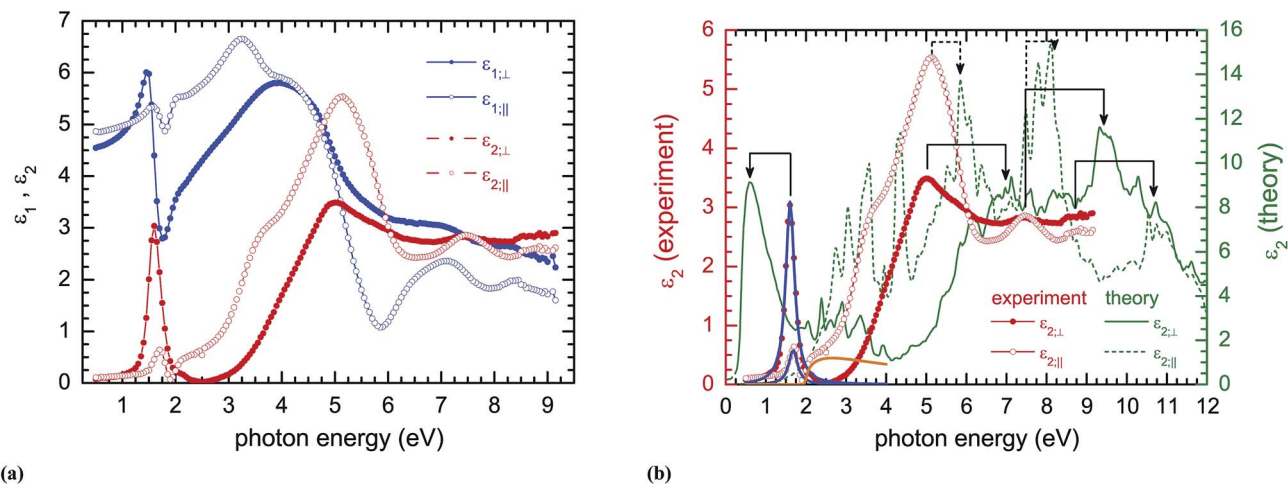 7
6
5
4
3
2
1
0
ε1 , ε2
ε1;⊥
ε1;||
ε2;⊥
ε2;||
1 2 3 4 5 6 7 8 9
photon energy (eV)
(a)
6
5
4
3
2
1
0
ε2 (experiment)
16
14
12
10
8
6
4
2
0
ε2 (theory)
experiment theory
ε2;⊥ ε2;⊥
ε2;|| ε2;||
0 1 2 3 4 5 6 7 8 9 10 11 12
photon energy (eV)
(b)